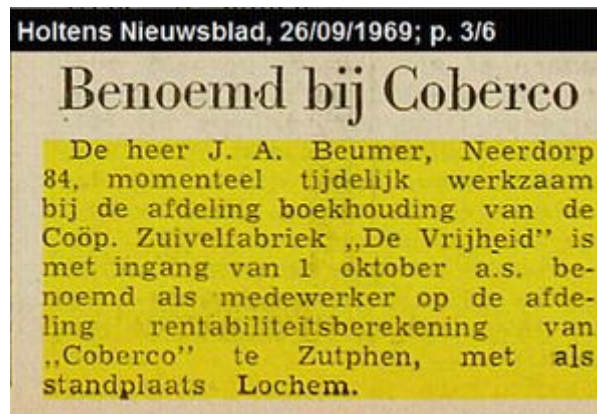 Holtens Nieuwsblad, 26/09/1969; p. 3/6
Benoemd bij Coberco
De heer J. A. Beumer, Neerdorp
84, momenteel tijdelijk werkzaam
bij de afdeling boekhouding van de
Coöp. Zuivelfabriek „De Vrijheid” is
met ingang van 1 oktober a.s. be-
noemd als medewerker op de afde-
ling rentabiliteitsberekening van
„Coberco” te Zutphen, met als
standplaats Lochem.